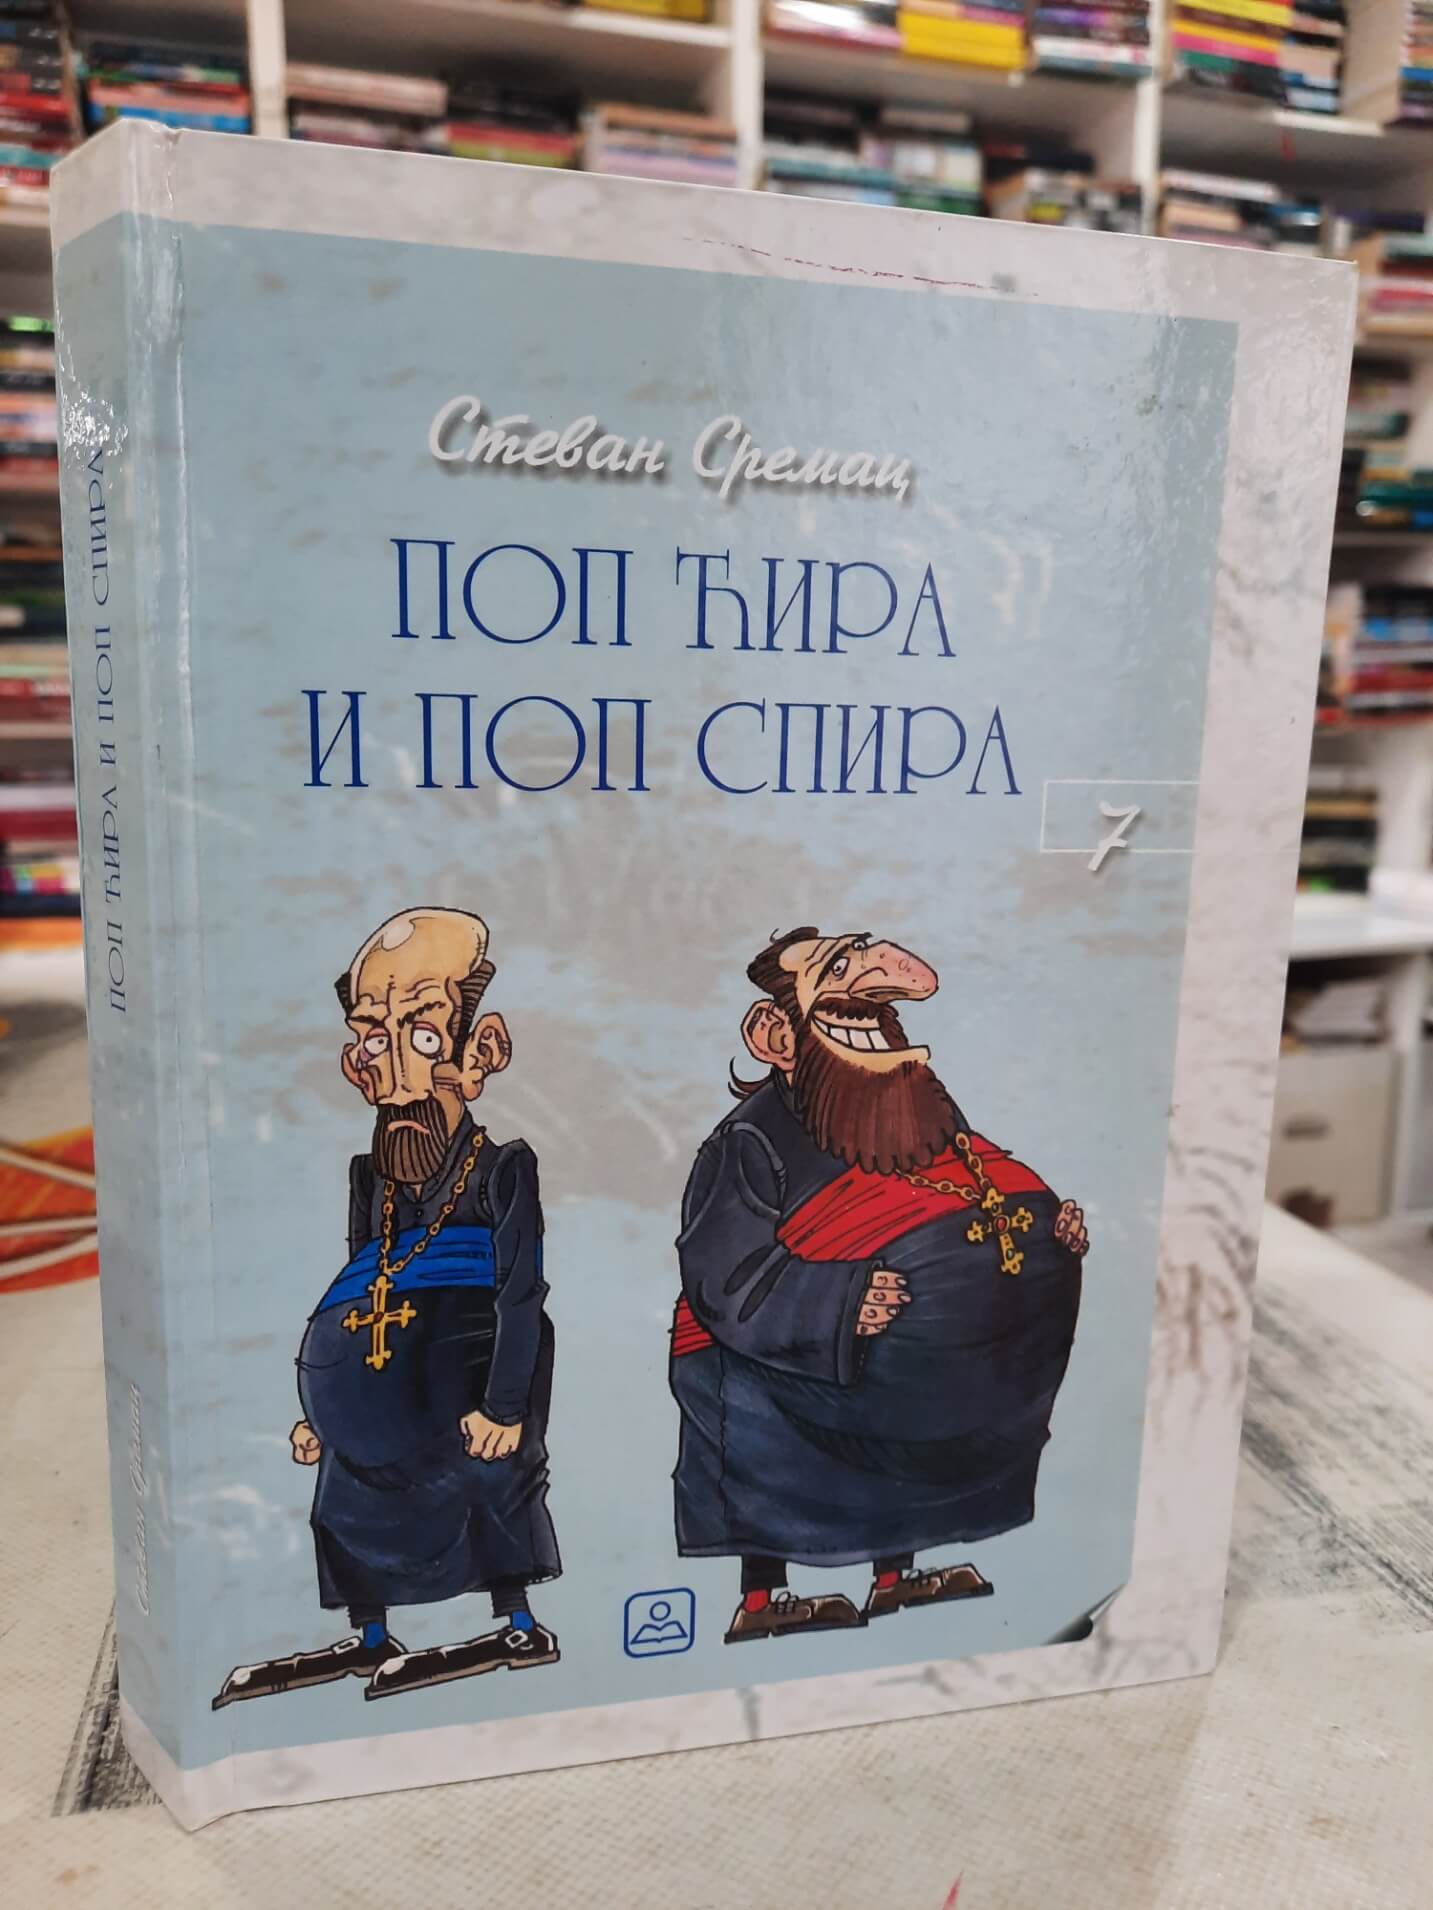 Стеван Сремац
ПОП ЋИРА
И ПОП СПИРА
7
ПОП ЋИРА И ПОП СПИРА
Стеван Сремац